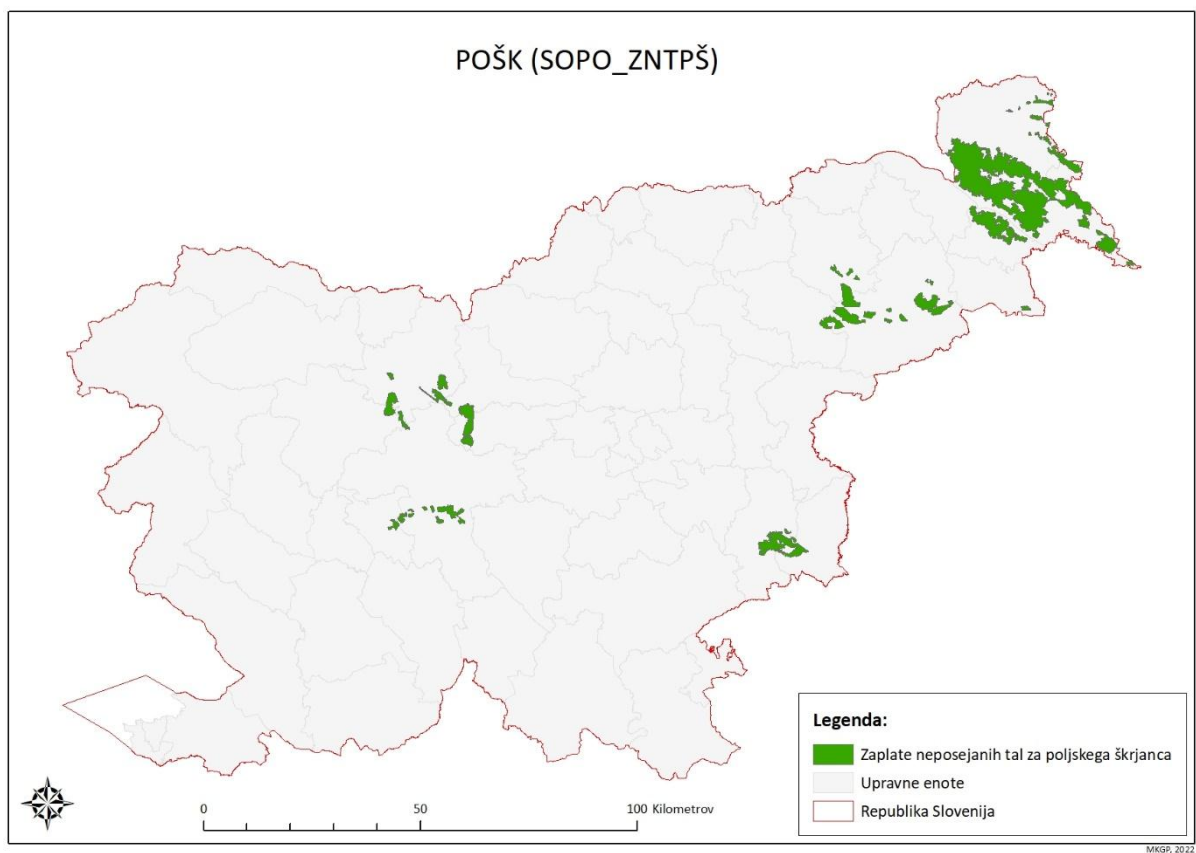 POŠK (SOPO_ZNTPŠ)
Legenda:
Zaplate neposejanih tal za poljskega škrjanca
Upravne enote
Republika Slovenija
0 50 100 Kilometrov
MKGP, 2022